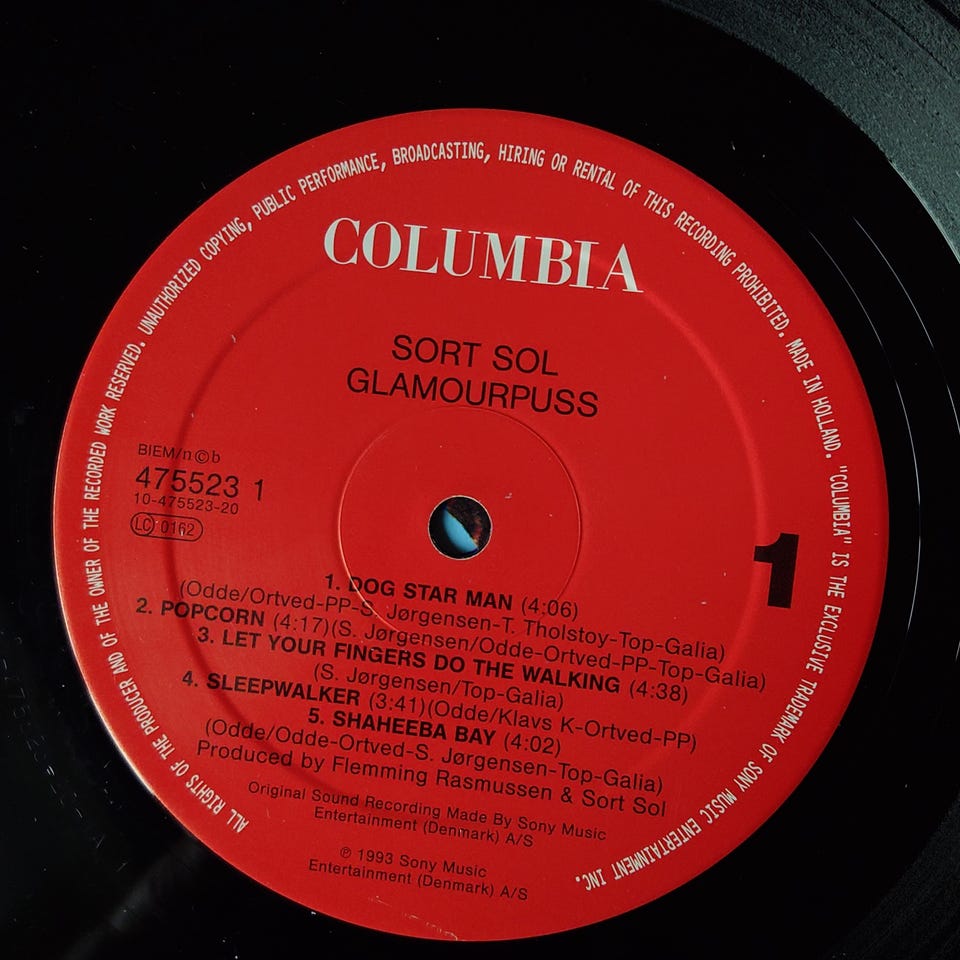 ALL RIGHTS OF THE PRODUCER AND OF THE OWNER OF THE RECORDED WORK RESERVED. UNAUTHORIZED COPYING, PUBLIC PERFORMANCE, BROADCASTING, HIRING OR RENTAL OF THIS RECORDING PROHIBITED. MADE IN HOLLAND. "COLUMBIA" IS THE EXCLUSIVE TRADEMARK OF SONY MUSIC ENTERTAINMENT INC.
COLUMBIA
SORT SOL
GLAMOURPUSS
BIEM/n©b
475523 1
10-475523-20
LC 0162
1
1. DOG STAR MAN (4:06)
(Odde/Ortved-PP-S. Jørgensen-T. Tholstoy-Top-Galia)
2. POPCORN (4:17)(S. Jørgensen/Odde-Ortved-PP-Top-Galia)
3. LET YOUR FINGERS DO THE WALKING (4:38)
(S. Jørgensen/Top-Galia)
4. SLEEPWALKER (3:41)(Odde/Klavs K-Ortved-PP)
5. SHAHEEBA BAY (4:02)
(Odde/Odde-Ortved-S. Jørgensen-Top-Galia)
Produced by Flemming Rasmussen & Sort Sol
Original Sound Recording Made By Sony Music
Entertainment (Denmark) A/S
℗ 1993 Sony Music
Entertainment (Denmark) A/S